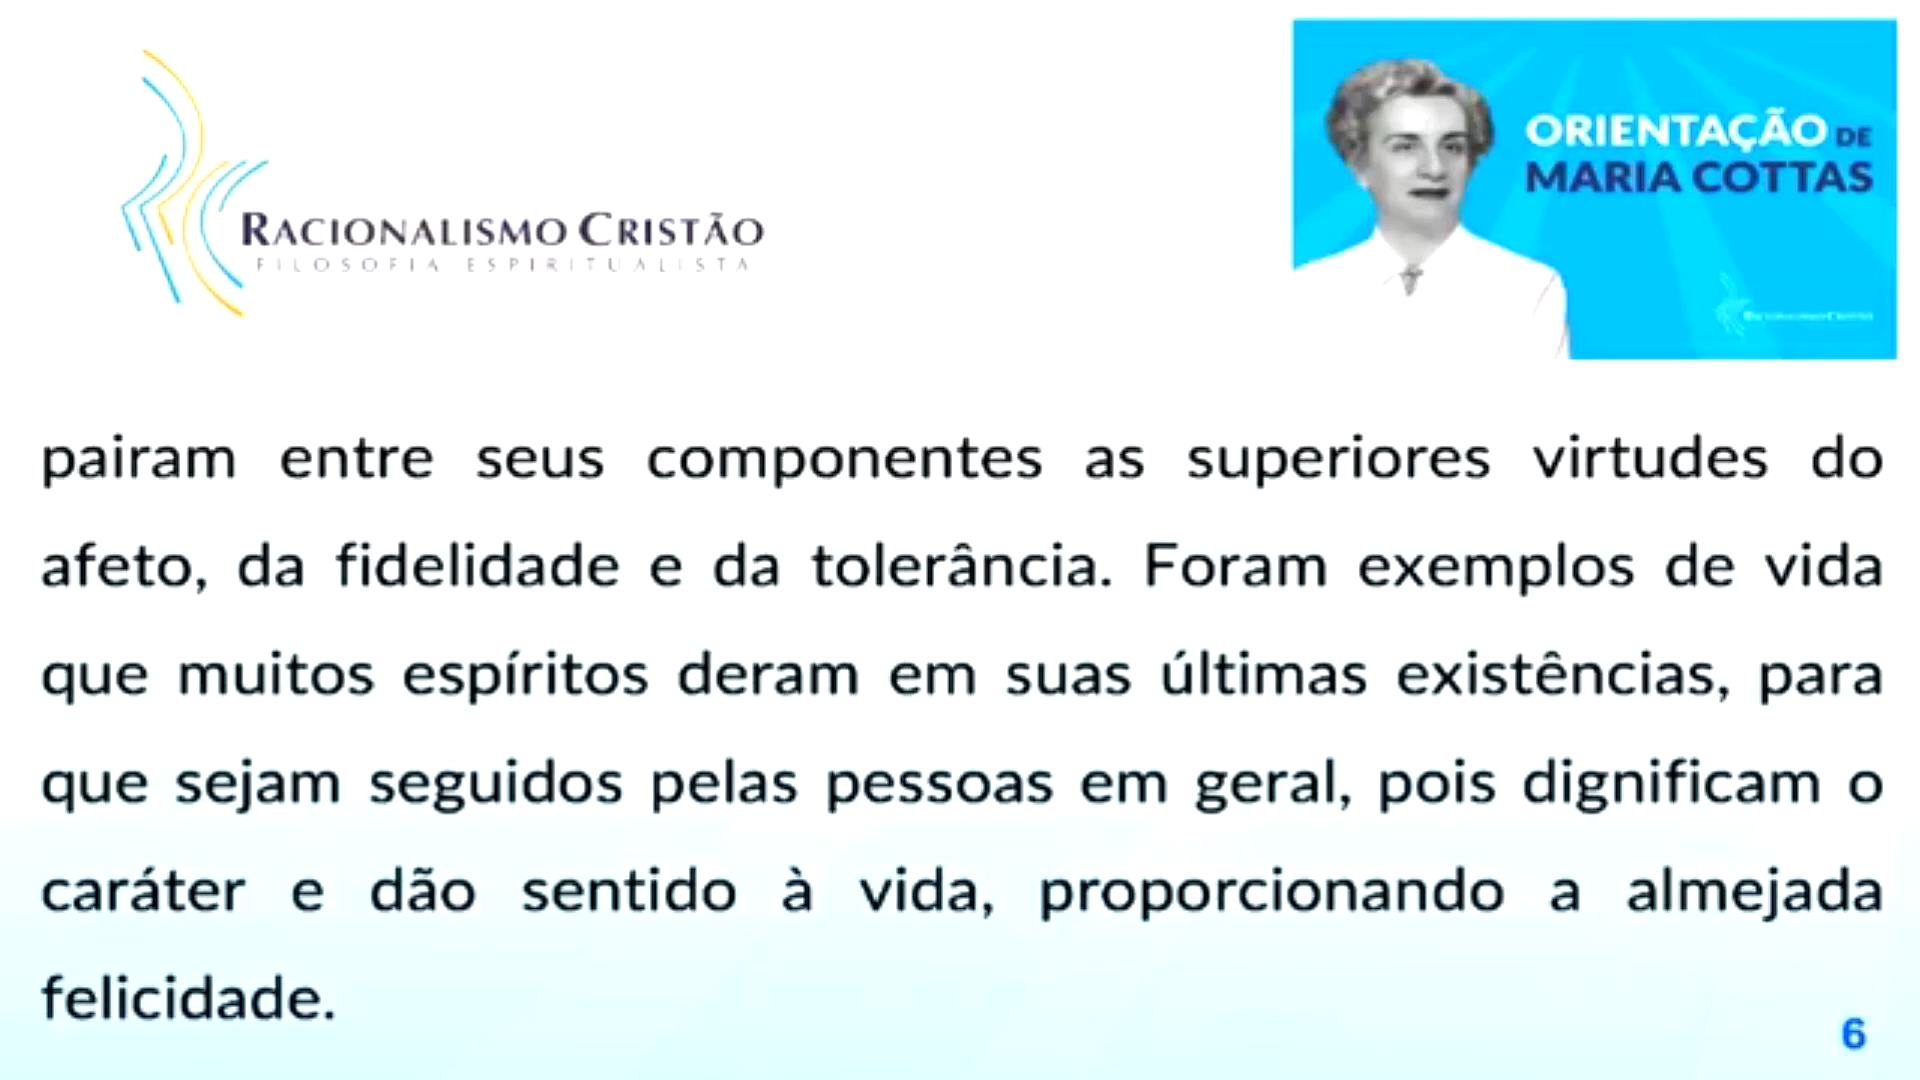 RACIONALISMO CRISTÃO
FILOSOFIA ESPIRITUALISTA
ORIENTAÇÃO DE
MARIA COTTAS
RACIONALISMO CRISTÃO
pairam entre seus componentes as superiores virtudes do
afeto, da fidelidade e da tolerância. Foram exemplos de vida
que muitos espíritos deram em suas últimas existências, para
que sejam seguidos pelas pessoas em geral, pois dignificam o
caráter e dão sentido à vida, proporcionando a almejada
felicidade.
6